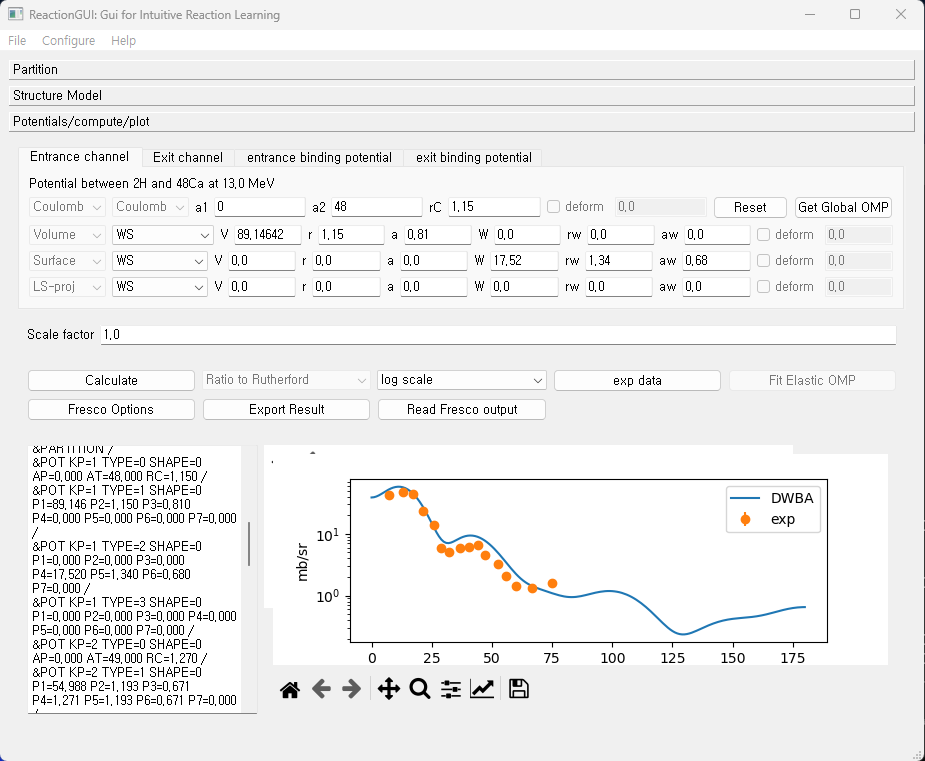 ReactionGUI: Gui for Intuitive Reaction Learning
File Configure Help
Partition
Structure Model
Potentials/compute/plot
Entrance channel Exit channel entrance binding potential exit binding potential
Potential between 2H and 48Ca at 13,0 MeV
Coulomb Coulomb a1 0 a2 48 rC 1,15 deform 0,0 Reset Get Global OMP
Volume WS V 89,14642 r 1,15 a 0,81 W 0,0 rw 0,0 aw 0,0 deform 0,0
Surface WS V 0,0 r 0,0 a 0,0 W 17,52 rw 1,34 aw 0,68 deform 0,0
LS-proj WS V 0,0 r 0,0 a 0,0 W 0,0 rw 0,0 aw 0,0 deform 0,0
Scale factor 1,0
Calculate Ratio to Rutherford log scale exp data Fit Elastic OMP
Fresco Options Export Result Read Fresco output
&PARTITION /
&POT KP=1 TYPE=0 SHAPE=0
AP=0,000 AT=48,000 RC=1,150 /
&POT KP=1 TYPE=1 SHAPE=0
P1=89,146 P2=1,150 P3=0,810
P4=0,000 P5=0,000 P6=0,000 P7=0,000
/
&POT KP=1 TYPE=2 SHAPE=0
P1=0,000 P2=0,000 P3=0,000
P4=17,520 P5=1,340 P6=0,680
P7=0,000 /
&POT KP=1 TYPE=3 SHAPE=0
P1=0,000 P2=0,000 P3=0,000 P4=0,000
P5=0,000 P6=0,000 P7=0,000 /
&POT KP=2 TYPE=0 SHAPE=0
AP=0,000 AT=49,000 RC=1,270 /
&POT KP=2 TYPE=1 SHAPE=0
P1=54,988 P2=1,193 P3=0,671
P4=1,271 P5=1,193 P6=0,671 P7=0,000
DWBA
exp
mb/sr
10¹
10⁰
0 25 50 75 100 125 150 175